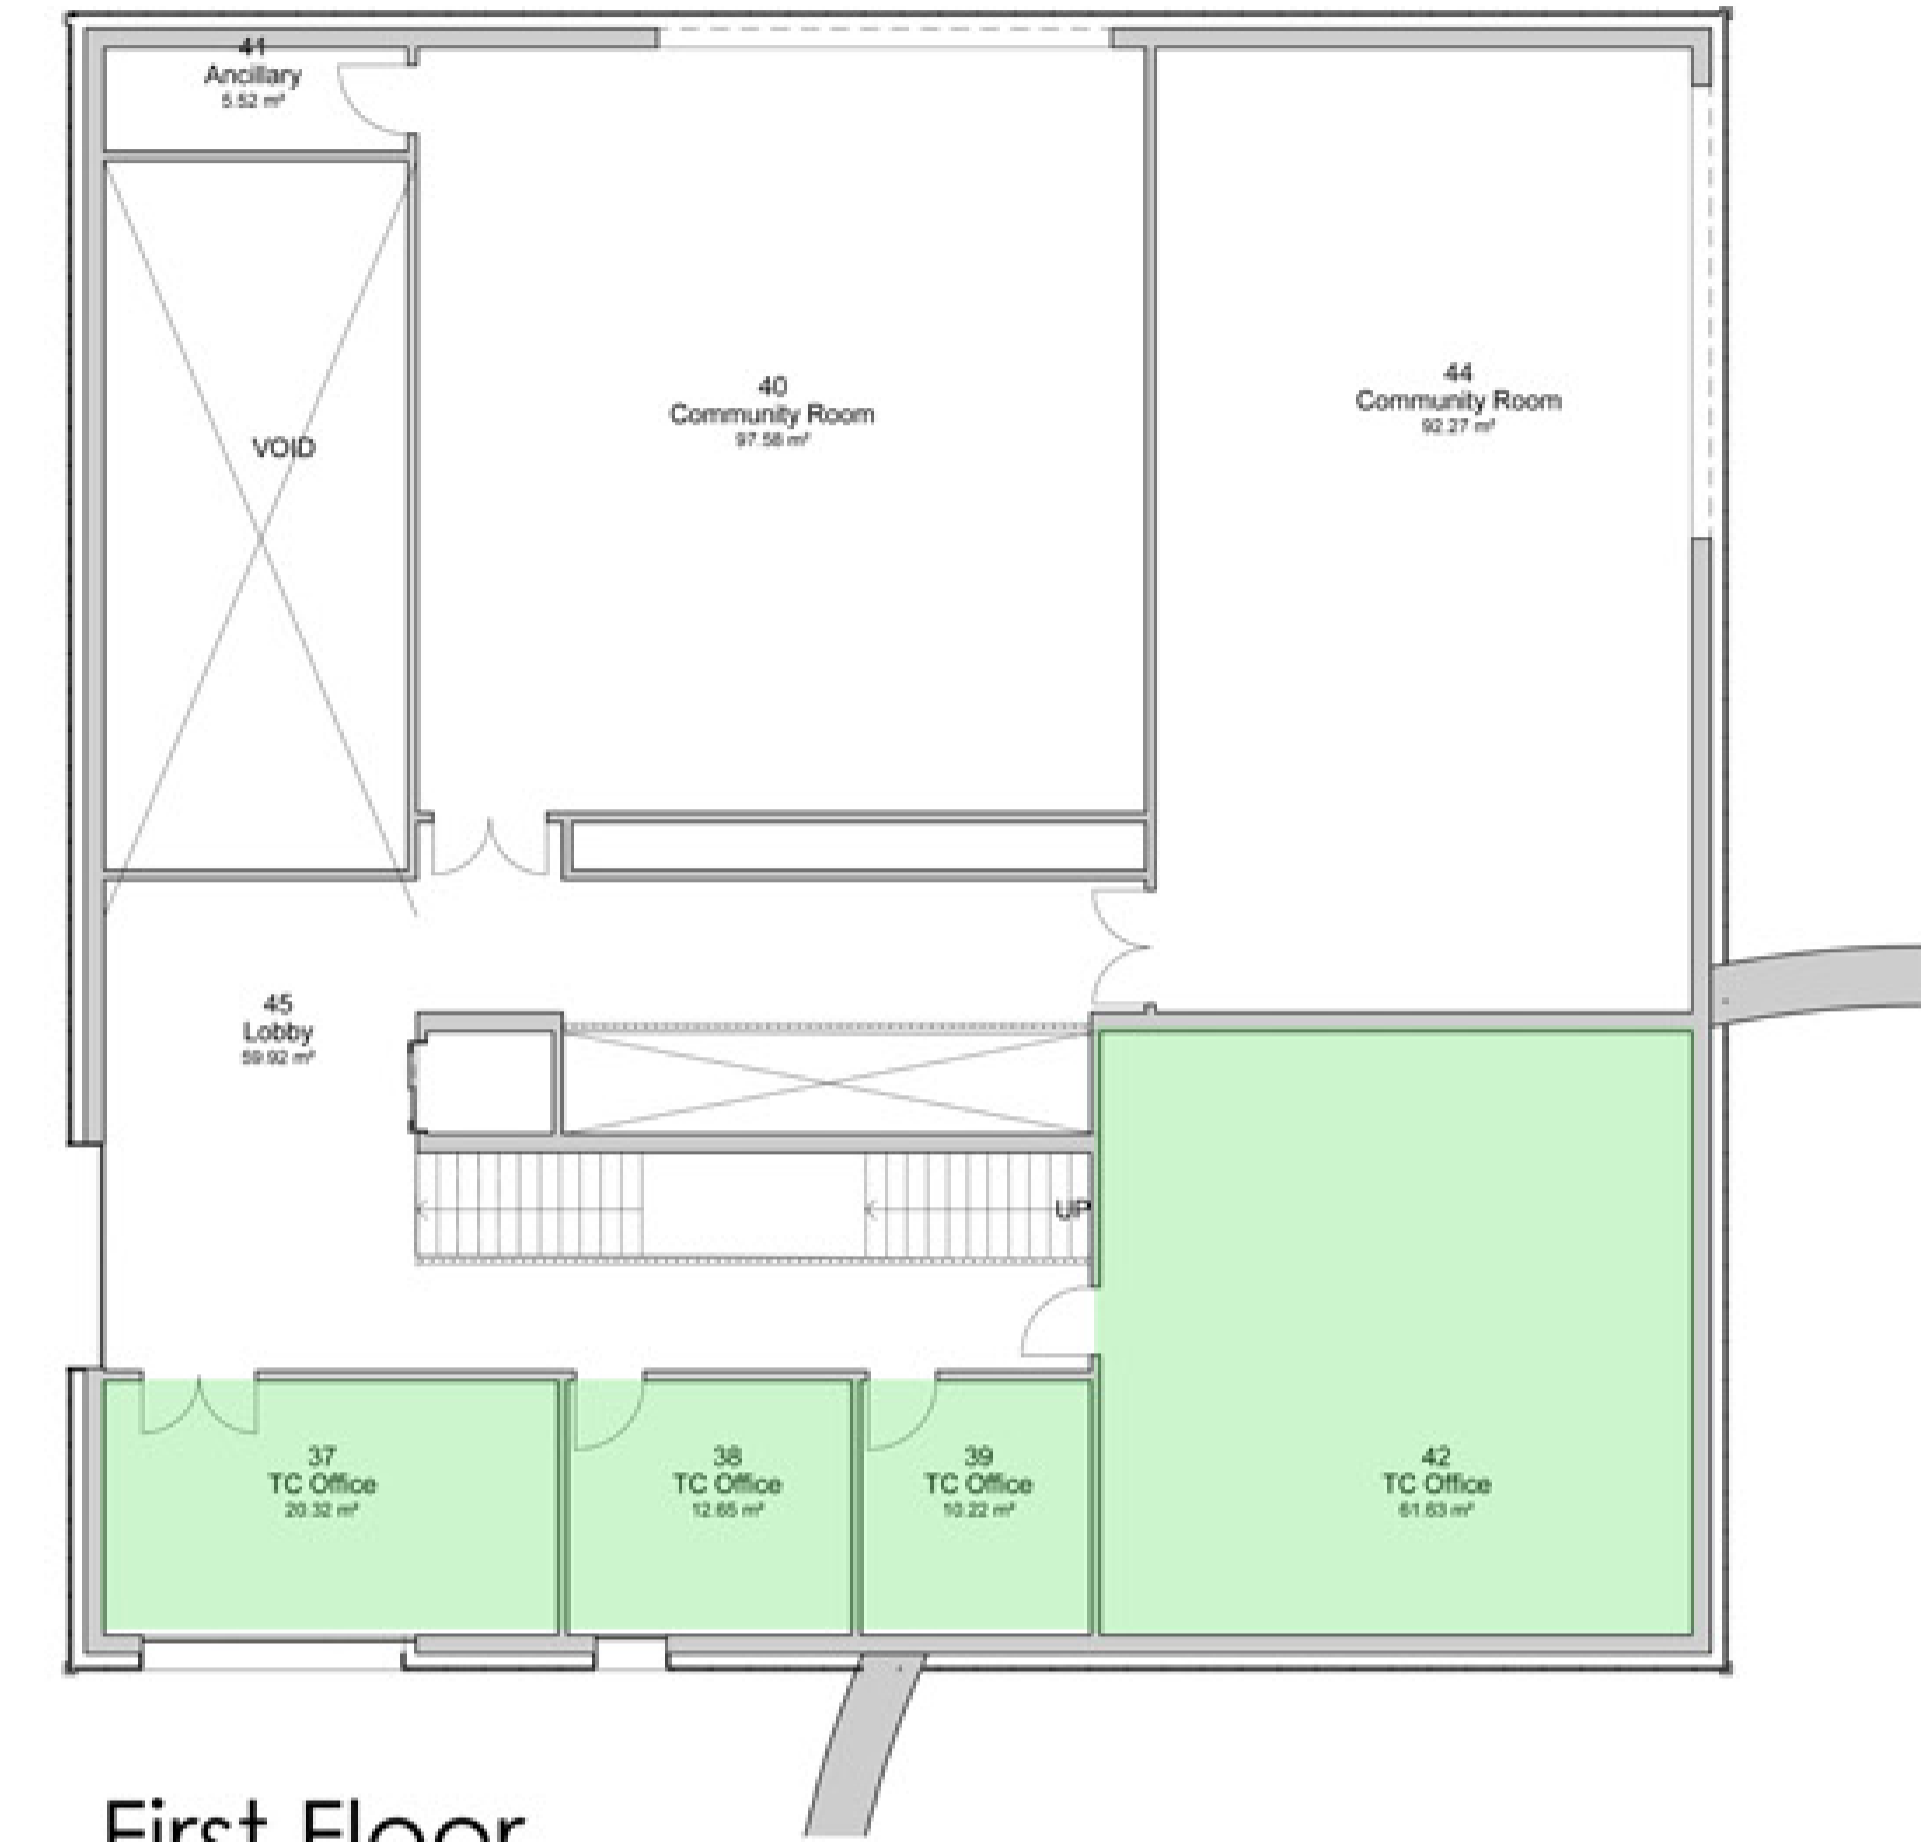 41
Ancillary
5.52 m²
40
Community Room
97.58 m²
44
Community Room
92.27 m²
VOID
45
Lobby
59.92 m²
UP
37
TC Office
20.32 m²
38
TC Office
12.65 m²
39
TC Office
10.22 m²
42
TC Office
61.63 m²
First Floor